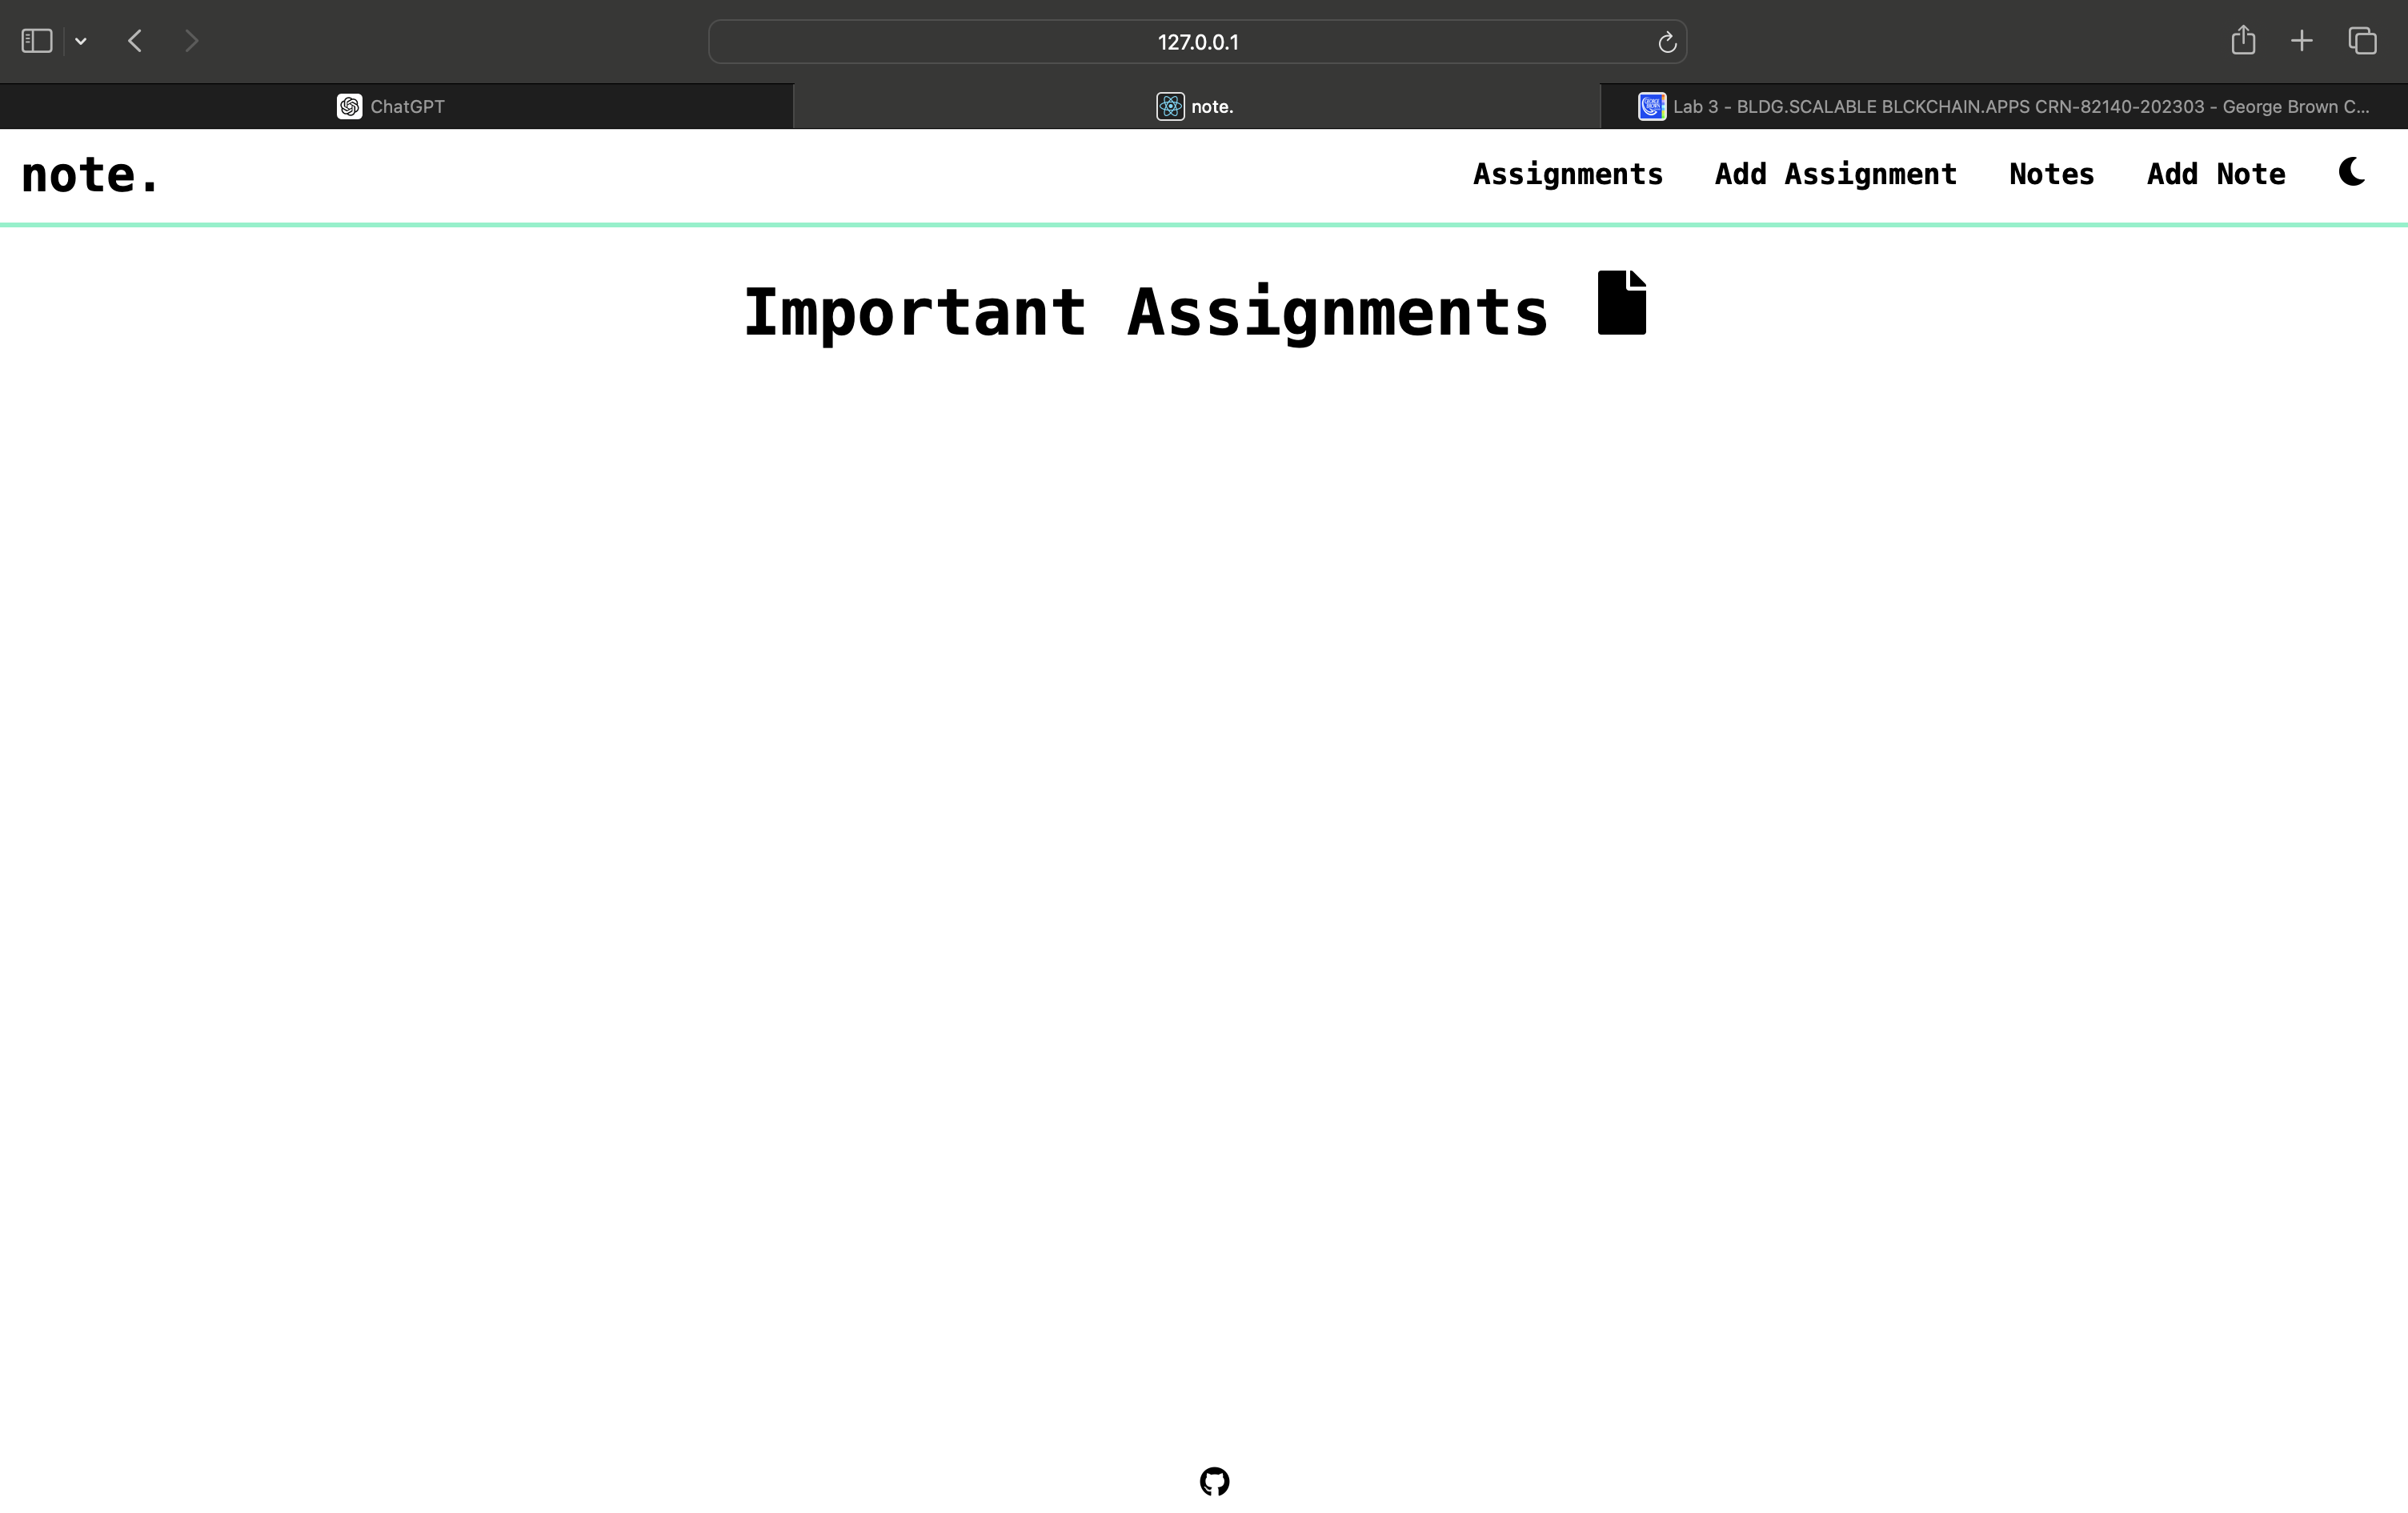 127.0.0.1
ChatGPT
note.
Lab 3 - BLDG.SCALABLE BLCKCHAIN.APPS CRN-82140-202303 - George Brown C...
note.
Assignments
Add Assignment
Notes
Add Note
Important Assignments